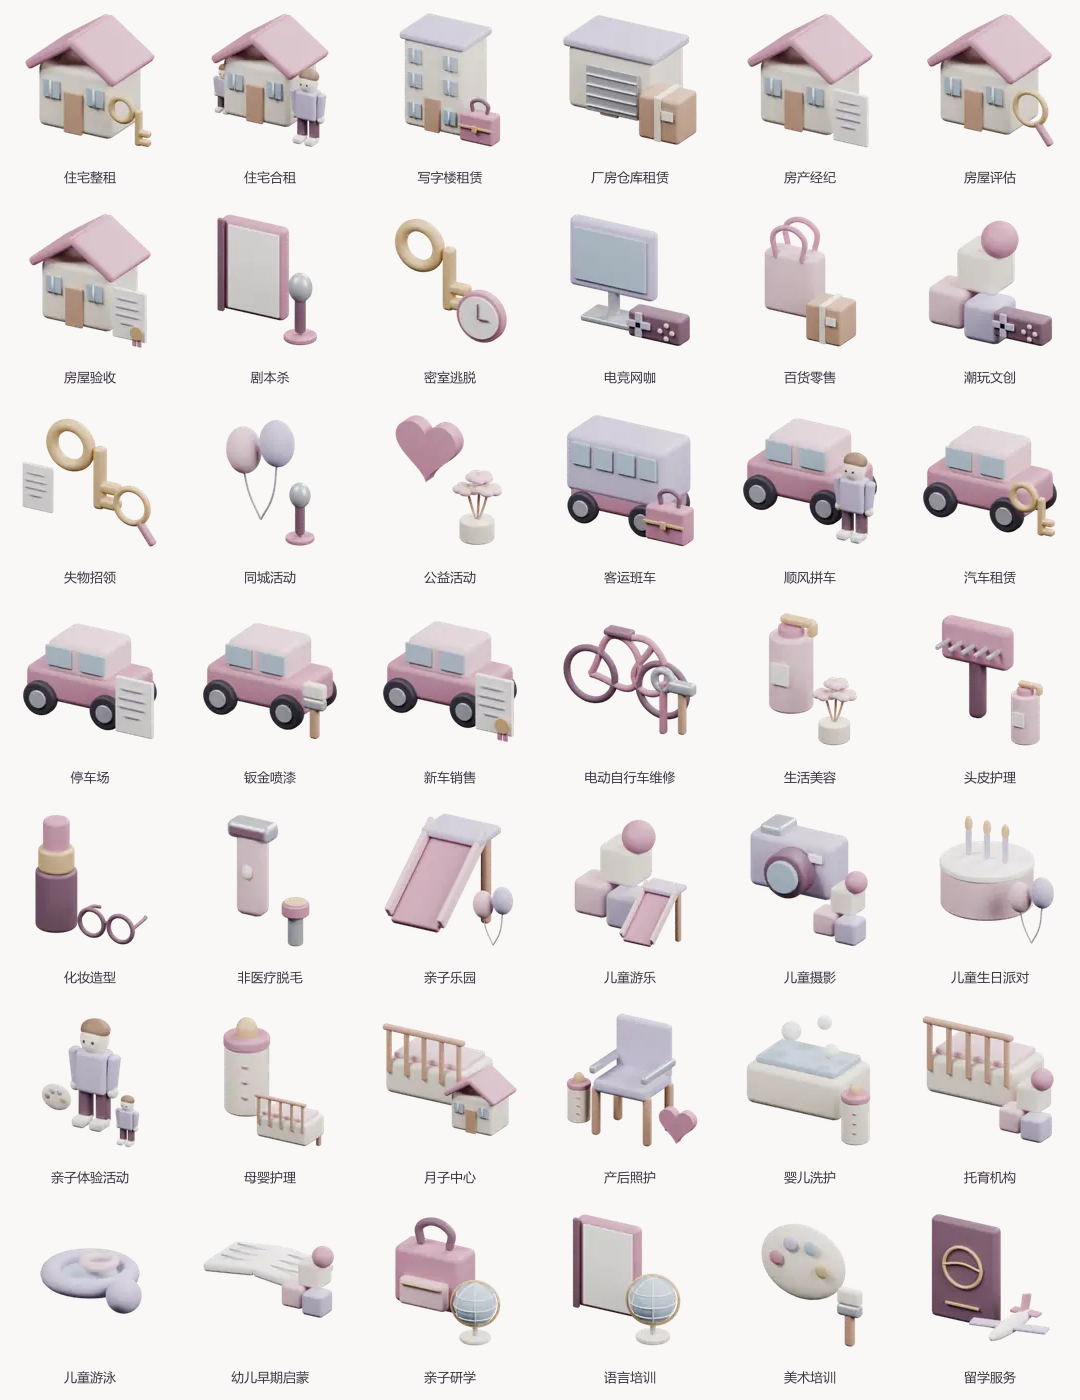 住宅整租
住宅合租
写字楼租赁
厂房仓库租赁
房产经纪
房屋评估
房屋验收
剧本杀
密室逃脱
电竞网咖
百货零售
潮玩文创
失物招领
同城活动
公益活动
客运班车
顺风拼车
汽车租赁
停车场
钣金喷漆
新车销售
电动自行车维修
生活美容
头皮护理
化妆造型
非医疗脱毛
亲子乐园
儿童游乐
儿童摄影
儿童生日派对
亲子体验活动
母婴护理
月子中心
产后照护
婴儿洗护
托育机构
儿童游泳
幼儿早期启蒙
亲子研学
语言培训
美术培训
留学服务